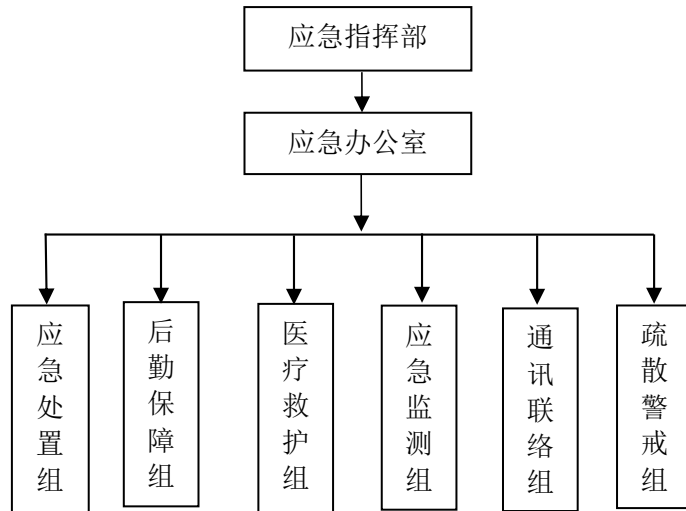 应急指挥部
应急办公室
应急处置组
后勤保障组
医疗救护组
应急监测组
通讯联络组
疏散警戒组